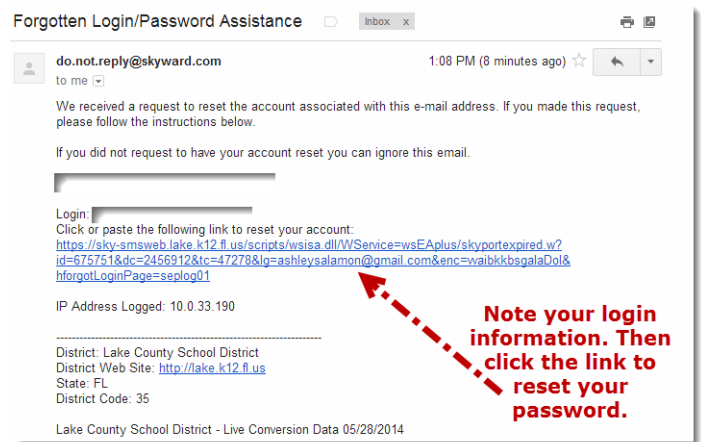 Forgotten Login/Password Assistance
Inbox x
do.not.reply@skyward.com
1:08 PM (8 minutes ago)
to me
We received a request to reset the account associated with this e-mail address. If you made this request,
please follow the instructions below.
If you did not request to have your account reset you can ignore this email.
Login:
Click or paste the following link to reset your account:
https://sky-smsweb.lake.k12.fl.us/scripts/wsisa.dll/WService=wsEAplus/skyportexpired.w?
id=675751&dc=2456912&tc=47278&lg=ashleysalamon@gmail.com&enc=waibkkbsgalaDol&
hforgotLoginPage=seplog01
IP Address Logged: 10.0.33.190
--------------------------------------------------------------------
District: Lake County School District
District Web Site: http://lake.k12.fl.us
State: FL
District Code: 35
Lake County School District - Live Conversion Data 05/28/2014
Note your login
information. Then
click the link to
reset your
password.